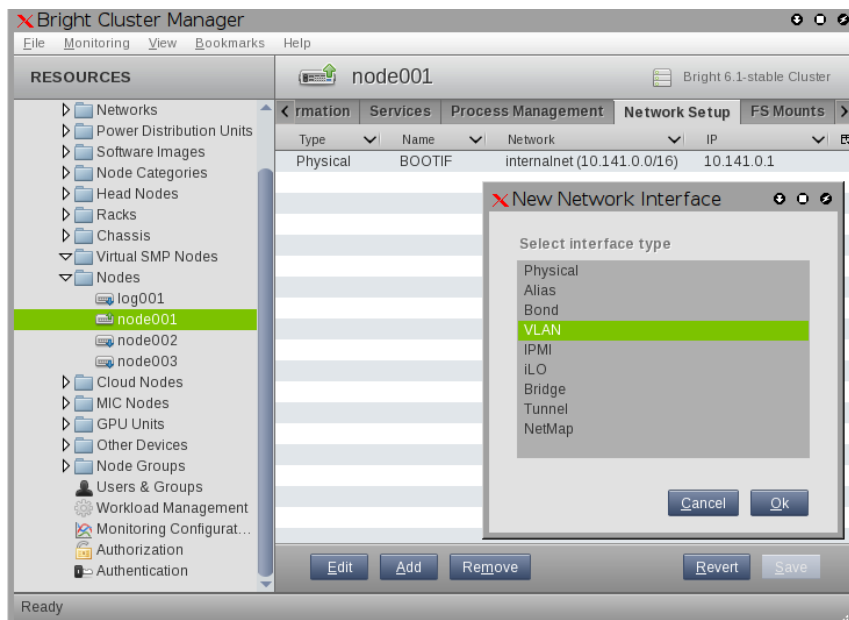 Bright Cluster Manager
File Monitoring View Bookmarks Help
RESOURCES
node001
Bright 6.1-stable Cluster
Networks
Power Distribution Units
Software Images
Node Categories
Head Nodes
Racks
Chassis
Virtual SMP Nodes
Nodes
log001
node001
node002
node003
Cloud Nodes
MIC Nodes
GPU Units
Other Devices
Node Groups
Users & Groups
Workload Management
Monitoring Configurat...
Authorization
Authentication
rmation Services Process Management Network Setup FS Mounts
Type Name Network IP
Physical BOOTIF internalnet (10.141.0.0/16) 10.141.0.1
New Network Interface
Select interface type
Physical
Alias
Bond
VLAN
IPMI
iLO
Bridge
Tunnel
NetMap
Cancel Ok
Edit Add Remove Revert Save
Ready